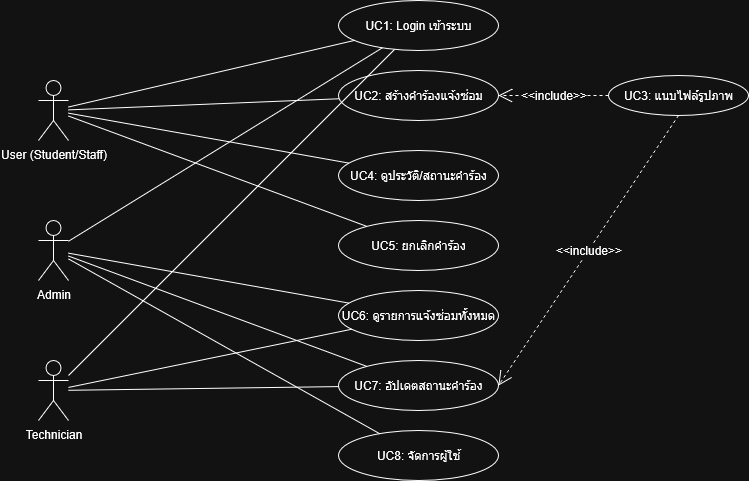 UC1: Login เข้าระบบ
UC2: สร้างคำร้องแจ้งซ่อม
<<include>>
UC3: แนบไฟล์รูปภาพ
User (Student/Staff)
UC4: ดูประวัติ/สถานะคำร้อง
UC5: ยกเลิกคำร้อง
<<include>>
Admin
UC6: ดูรายการแจ้งซ่อมทั้งหมด
UC7: อัปเดตสถานะคำร้อง
Technician
UC8: จัดการผู้ใช้